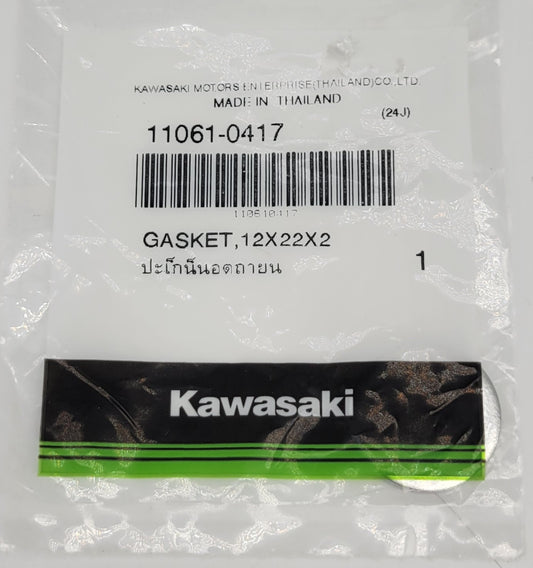 KAWASAKI MOTORS ENTERPRISE(THAILAND)CO.,LTD
MADE IN THAILAND
(24J)
11061-0417
110610417
GASKET,12X22X2
ปะเก็นน็อตถ่าย
1
Kawasaki